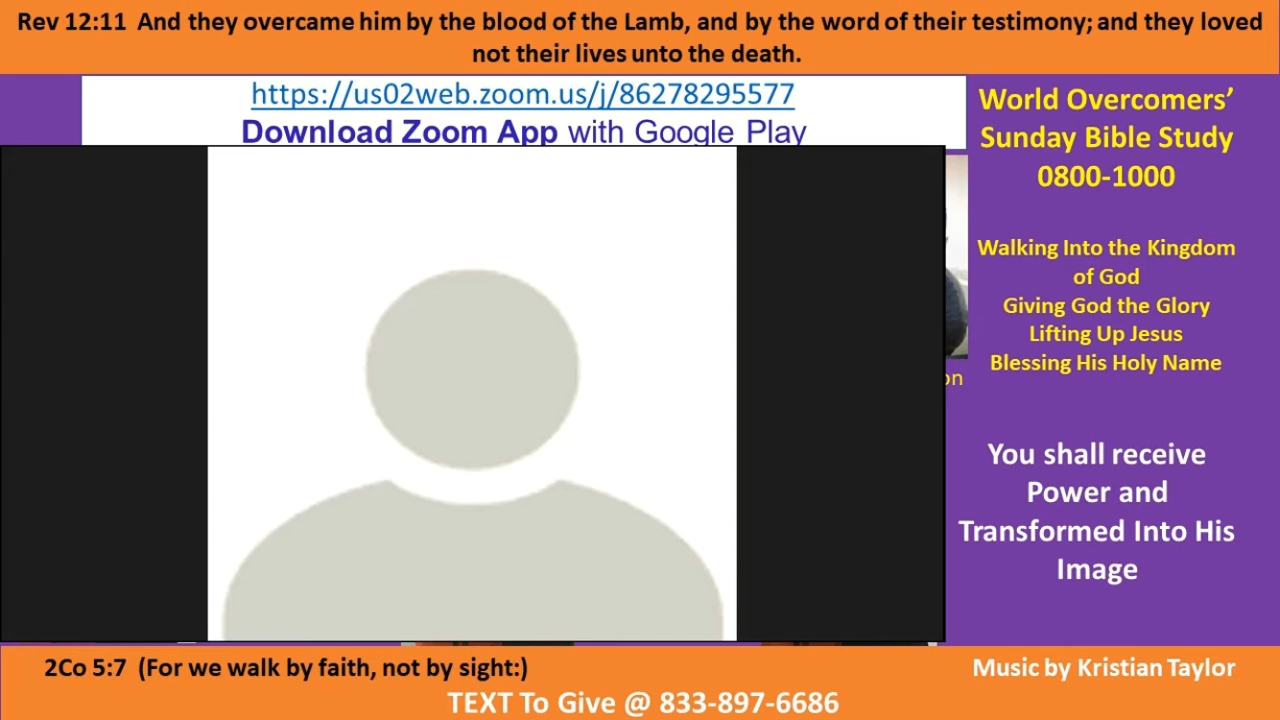 Rev 12:11 And they overcame him by the blood of the Lamb, and by the word of their testimony; and they loved
not their lives unto the death.
https://us02web.zoom.us/j/86278295577
Download Zoom App with Google Play
World Overcomers’
Sunday Bible Study
0800-1000
Walking Into the Kingdom
of God
Giving God the Glory
Lifting Up Jesus
Blessing His Holy Name
You shall receive
Power and
Transformed Into His
Image
2Co 5:7 (For we walk by faith, not by sight:)
Music by Kristian Taylor
TEXT To Give @ 833-897-6686